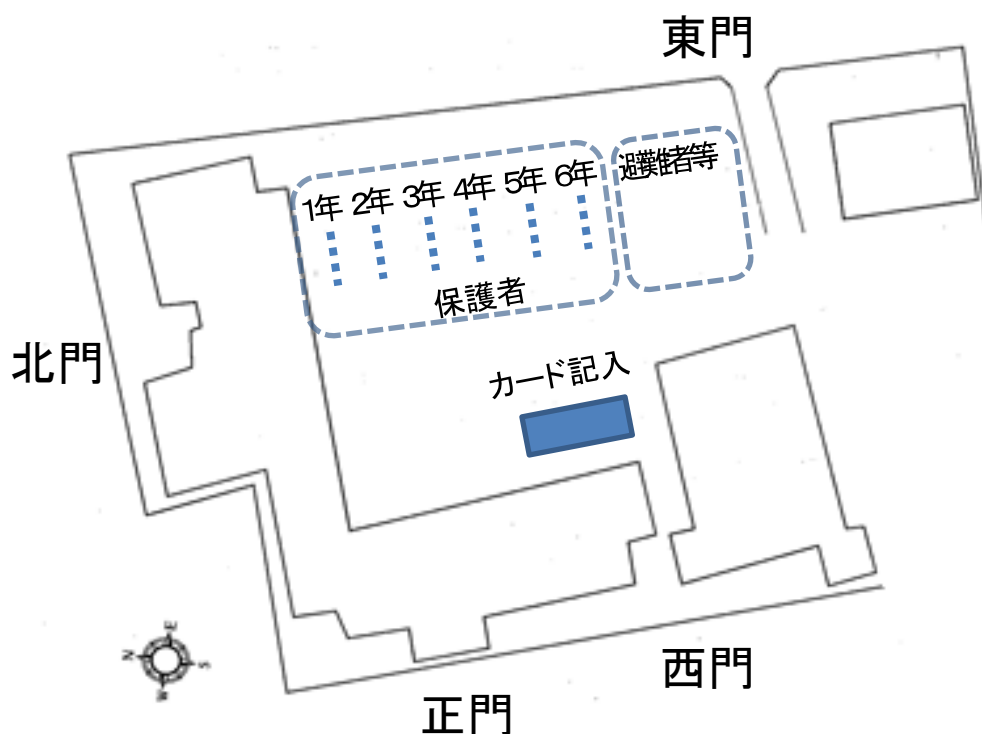 東門
1年 2年 3年 4年 5年 6年
避難者等
保護者
北門
カード記入
E
N
S
W
西門
正門